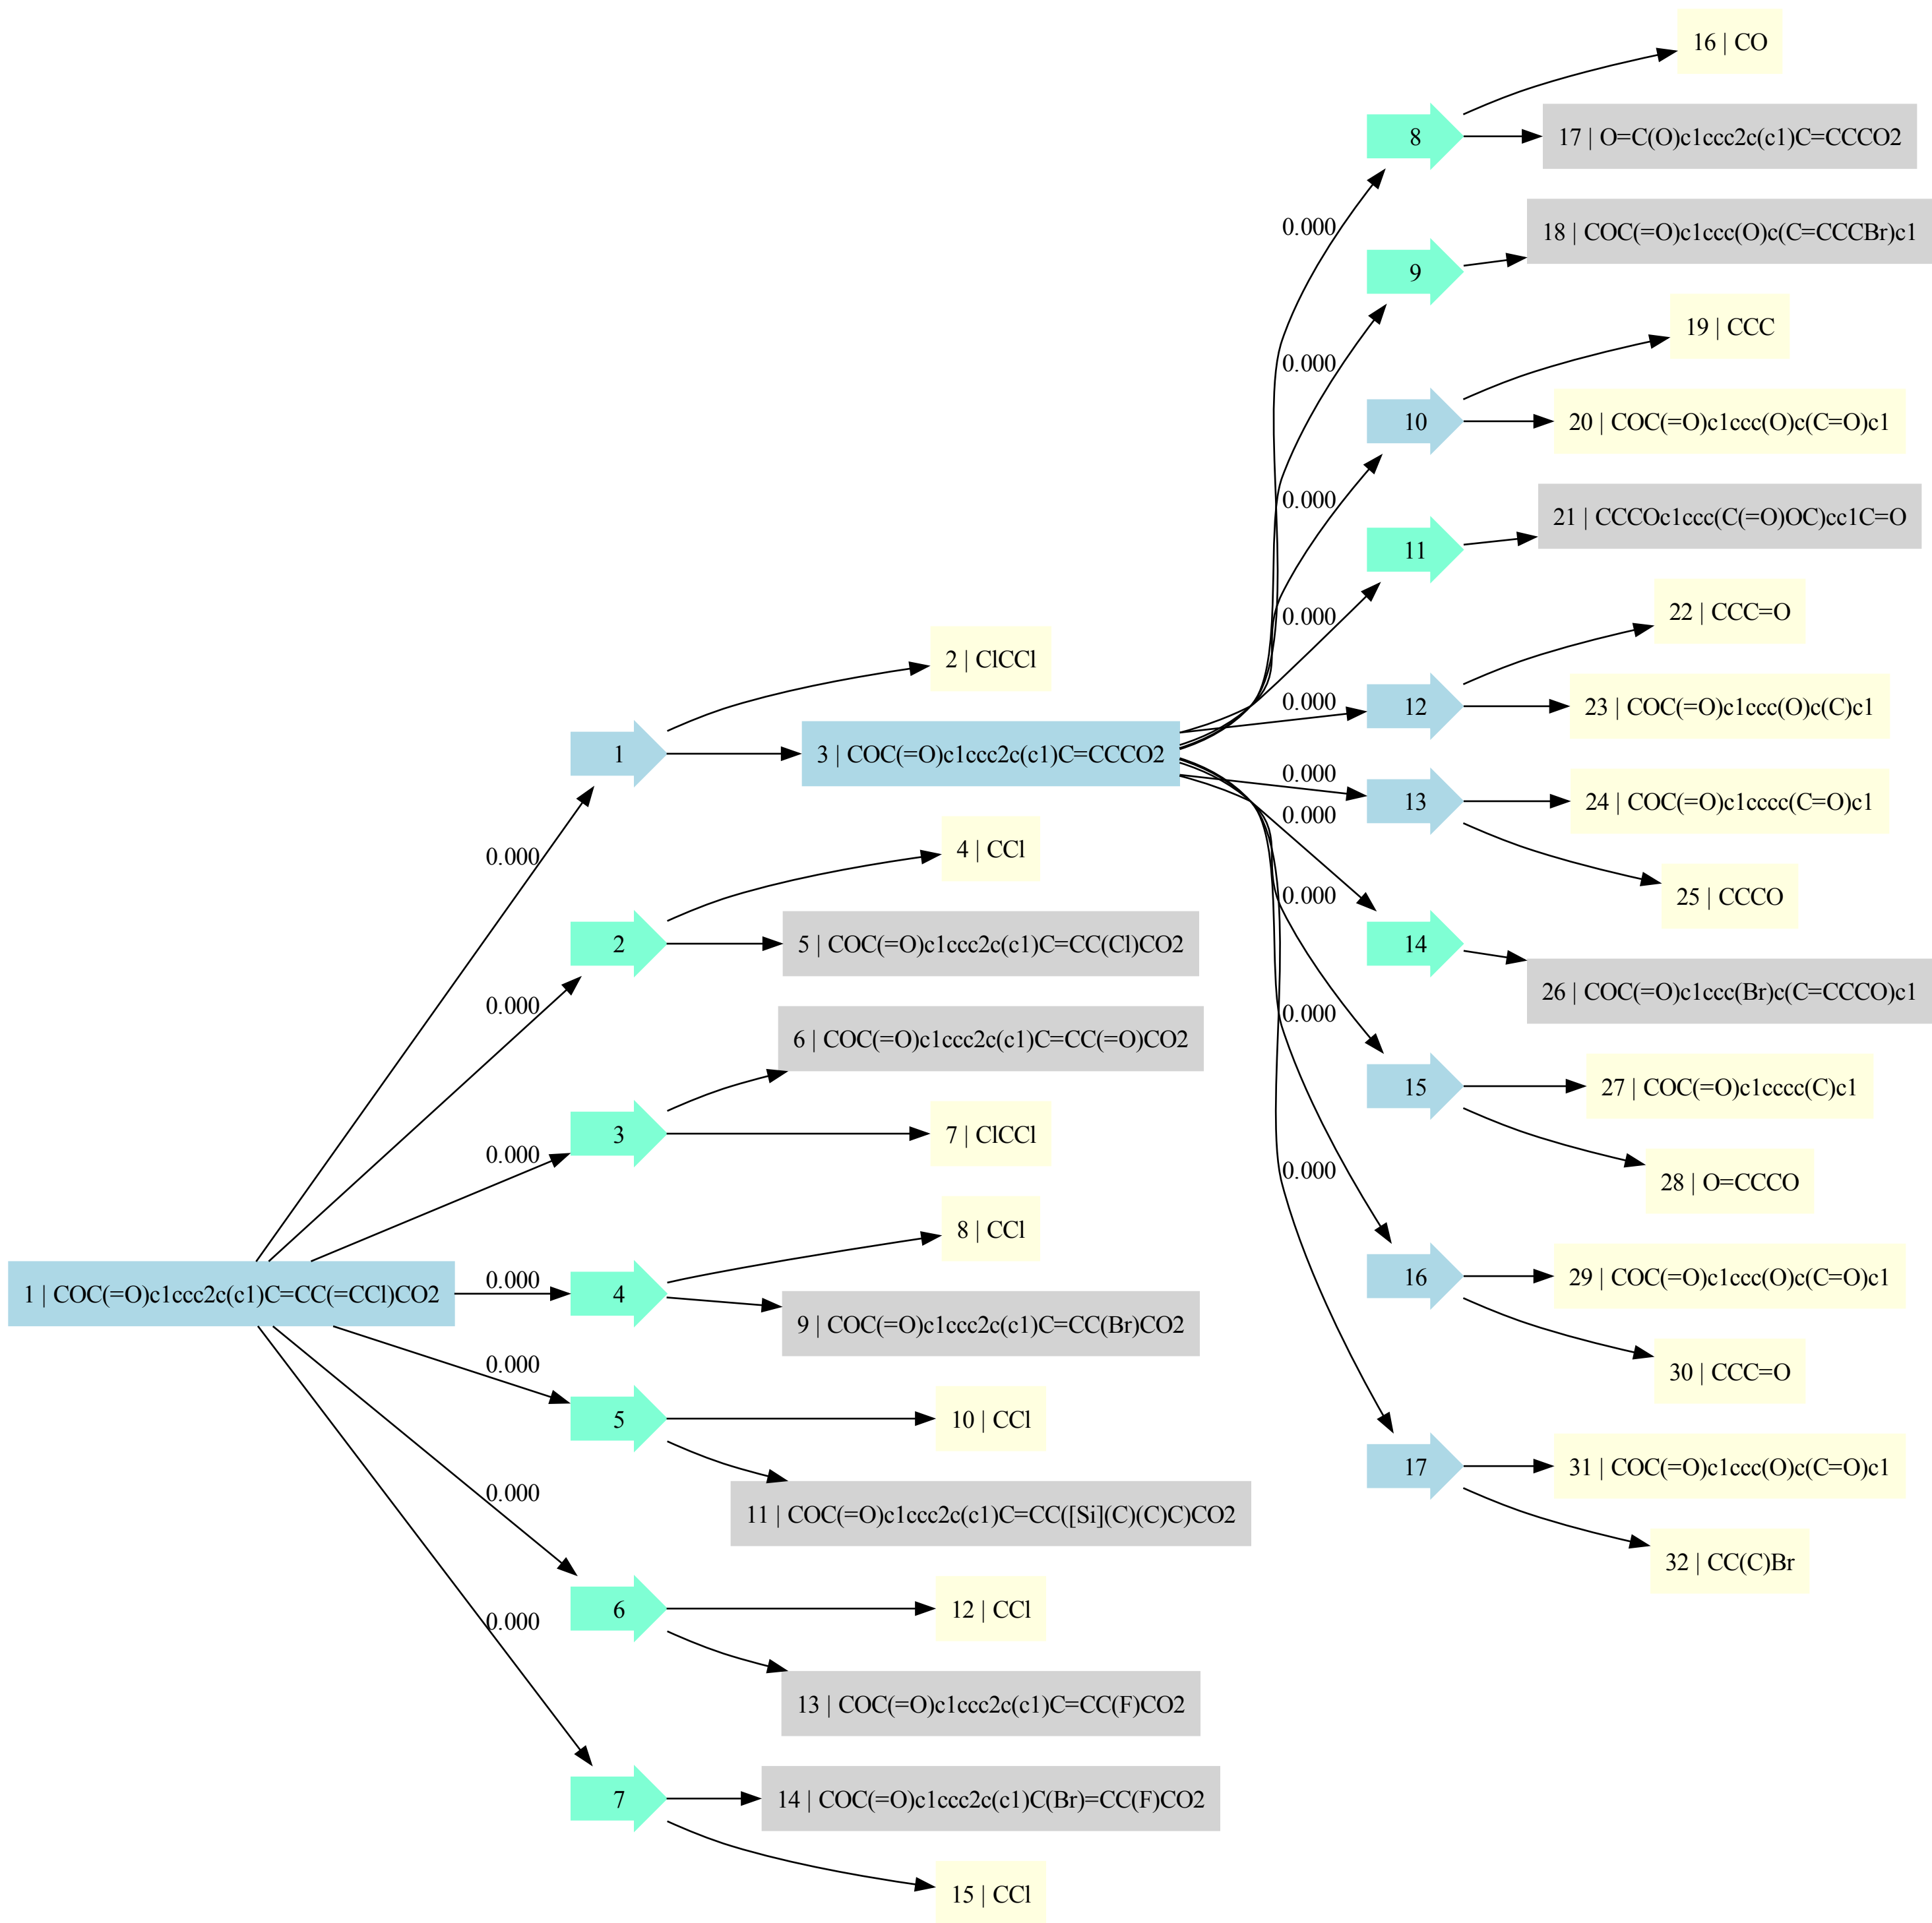 1 | COC(=O)c1ccc2c(c1)C=CC(=CCl)CO2
0.000
0.000
0.000
0.000
0.000
0.000
0.000
1
2
3
4
5
6
7
2 | ClCCl
3 | COC(=O)c1ccc2c(c1)C=CCCO2
4 | CCl
5 | COC(=O)c1ccc2c(c1)C=CC(Cl)CO2
6 | COC(=O)c1ccc2c(c1)C=CC(=O)CO2
7 | ClCCl
8 | CCl
9 | COC(=O)c1ccc2c(c1)C=CC(Br)CO2
10 | CCl
11 | COC(=O)c1ccc2c(c1)C=CC([Si](C)(C)C)CO2
12 | CCl
13 | COC(=O)c1ccc2c(c1)C=CC(F)CO2
14 | COC(=O)c1ccc2c(c1)C(Br)=CC(F)CO2
15 | CCl
0.000
0.000
0.000
0.000
0.000
0.000
0.000
0.000
0.000
0.000
8
9
10
11
12
13
14
15
16
17
16 | CO
17 | O=C(O)c1ccc2c(c1)C=CCCO2
18 | COC(=O)c1ccc(O)c(C=CCCBr)c1
19 | CCC
20 | COC(=O)c1ccc(O)c(C=O)c1
21 | CCCOc1ccc(C(=O)OC)cc1C=O
22 | CCC=O
23 | COC(=O)c1ccc(O)c(C)c1
24 | COC(=O)c1cccc(C=O)c1
25 | CCCO
26 | COC(=O)c1ccc(Br)c(C=CCCO)c1
27 | COC(=O)c1cccc(C)c1
28 | O=CCCO
29 | COC(=O)c1ccc(O)c(C=O)c1
30 | CCC=O
31 | COC(=O)c1ccc(O)c(C=O)c1
32 | CC(C)Br